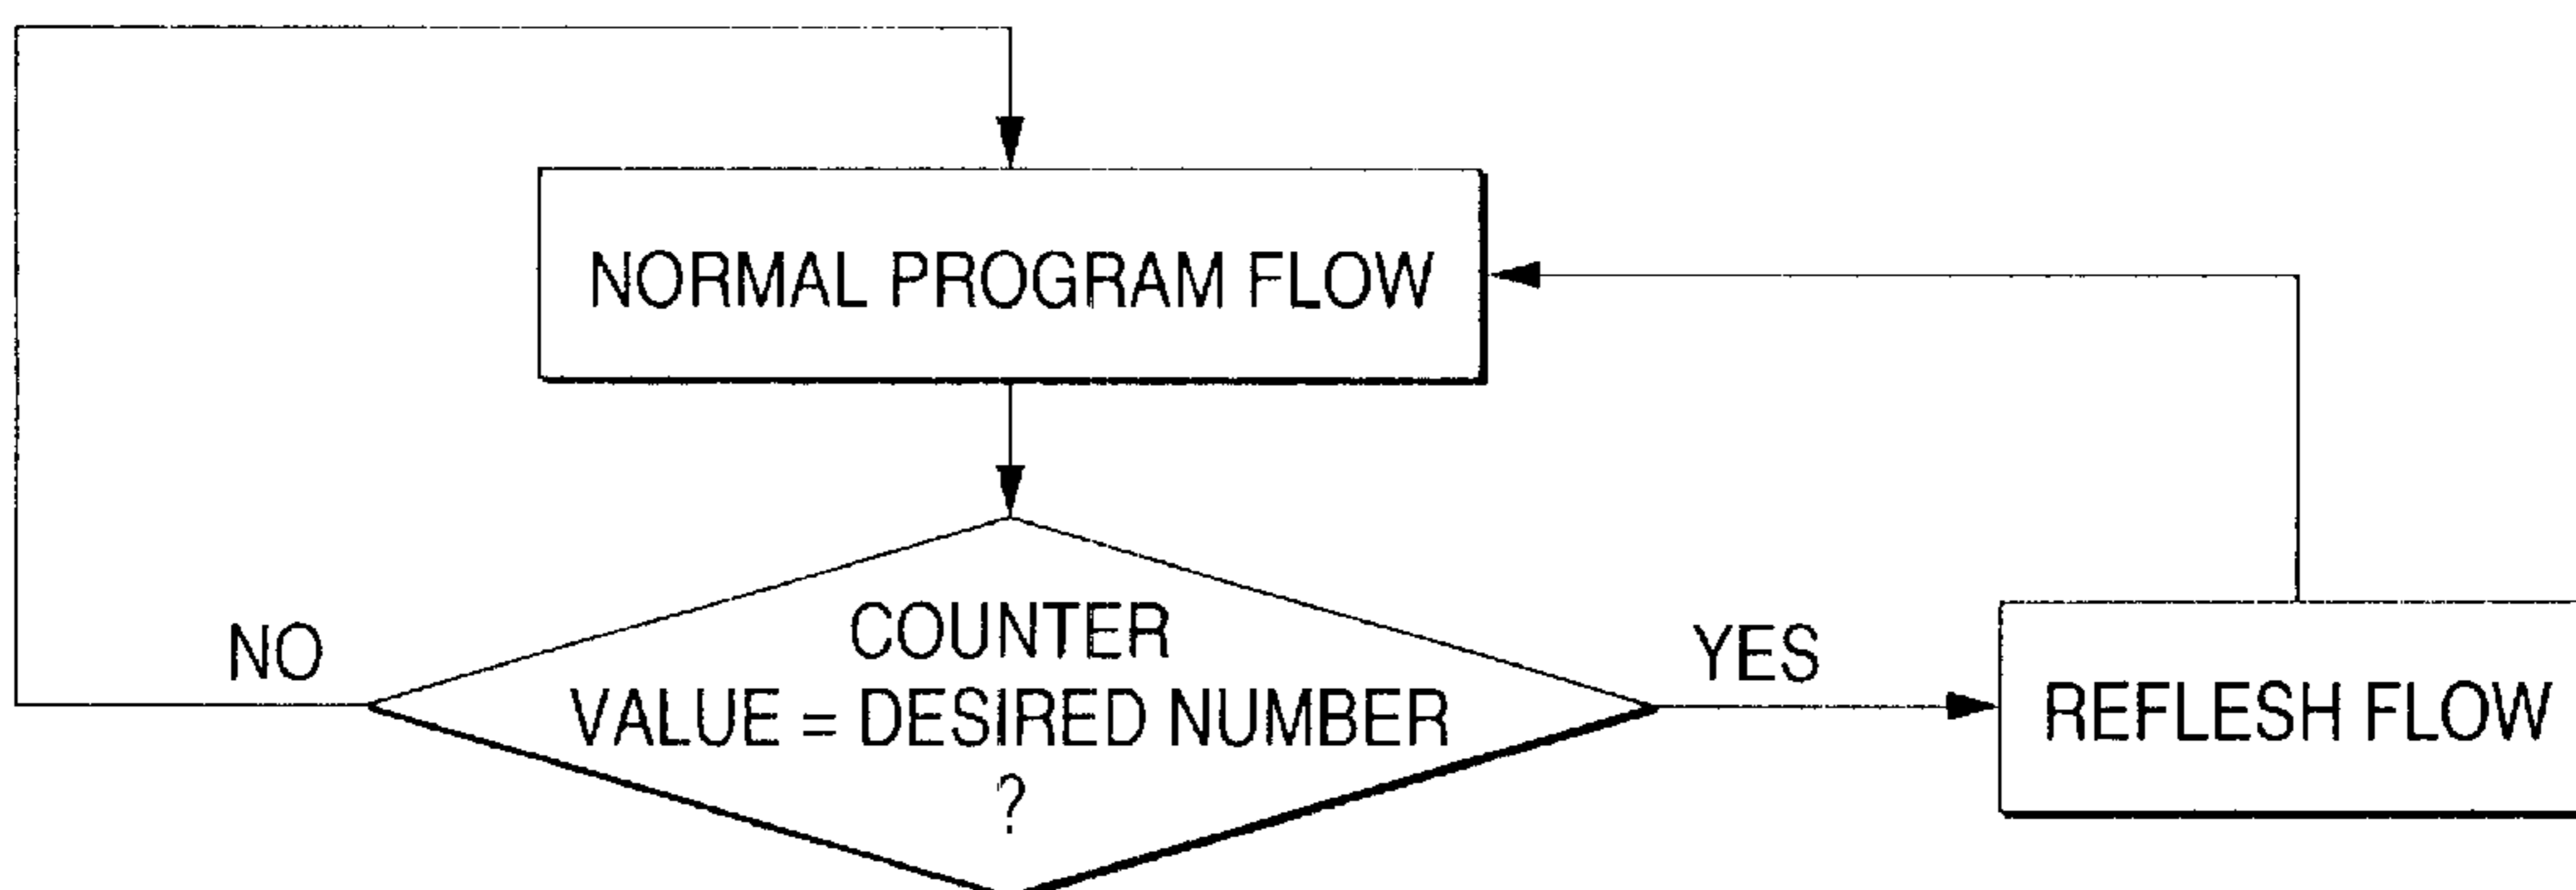 NORMAL PROGRAM FLOW
COUNTER
VALUE = DESIRED NUMBER
?
NO
YES
REFLESH FLOW